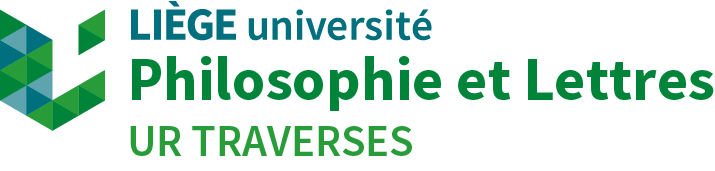 LIÈGE université
Philosophie et Lettres
UR TRAVERSES